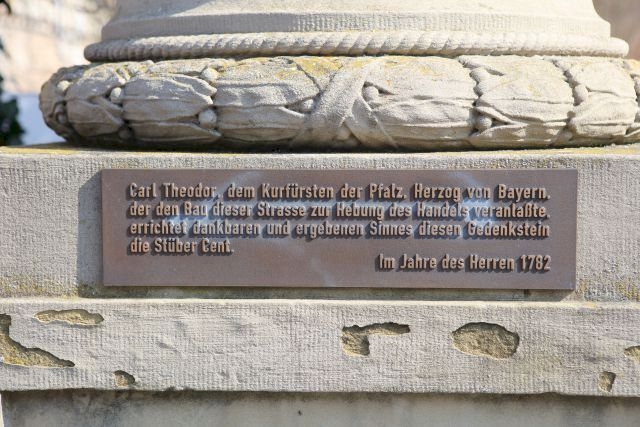 Carl Theodor, dem Kurfürsten der Pfalz, Herzog von Bayern,
der den Bau dieser Strasse zur Hebung des Handels veranlaßte,
errichtet dankbaren und ergebenen Sinnes diesen Gedenkstein
die Stüber Cent.
Im Jahre des Herren 1782